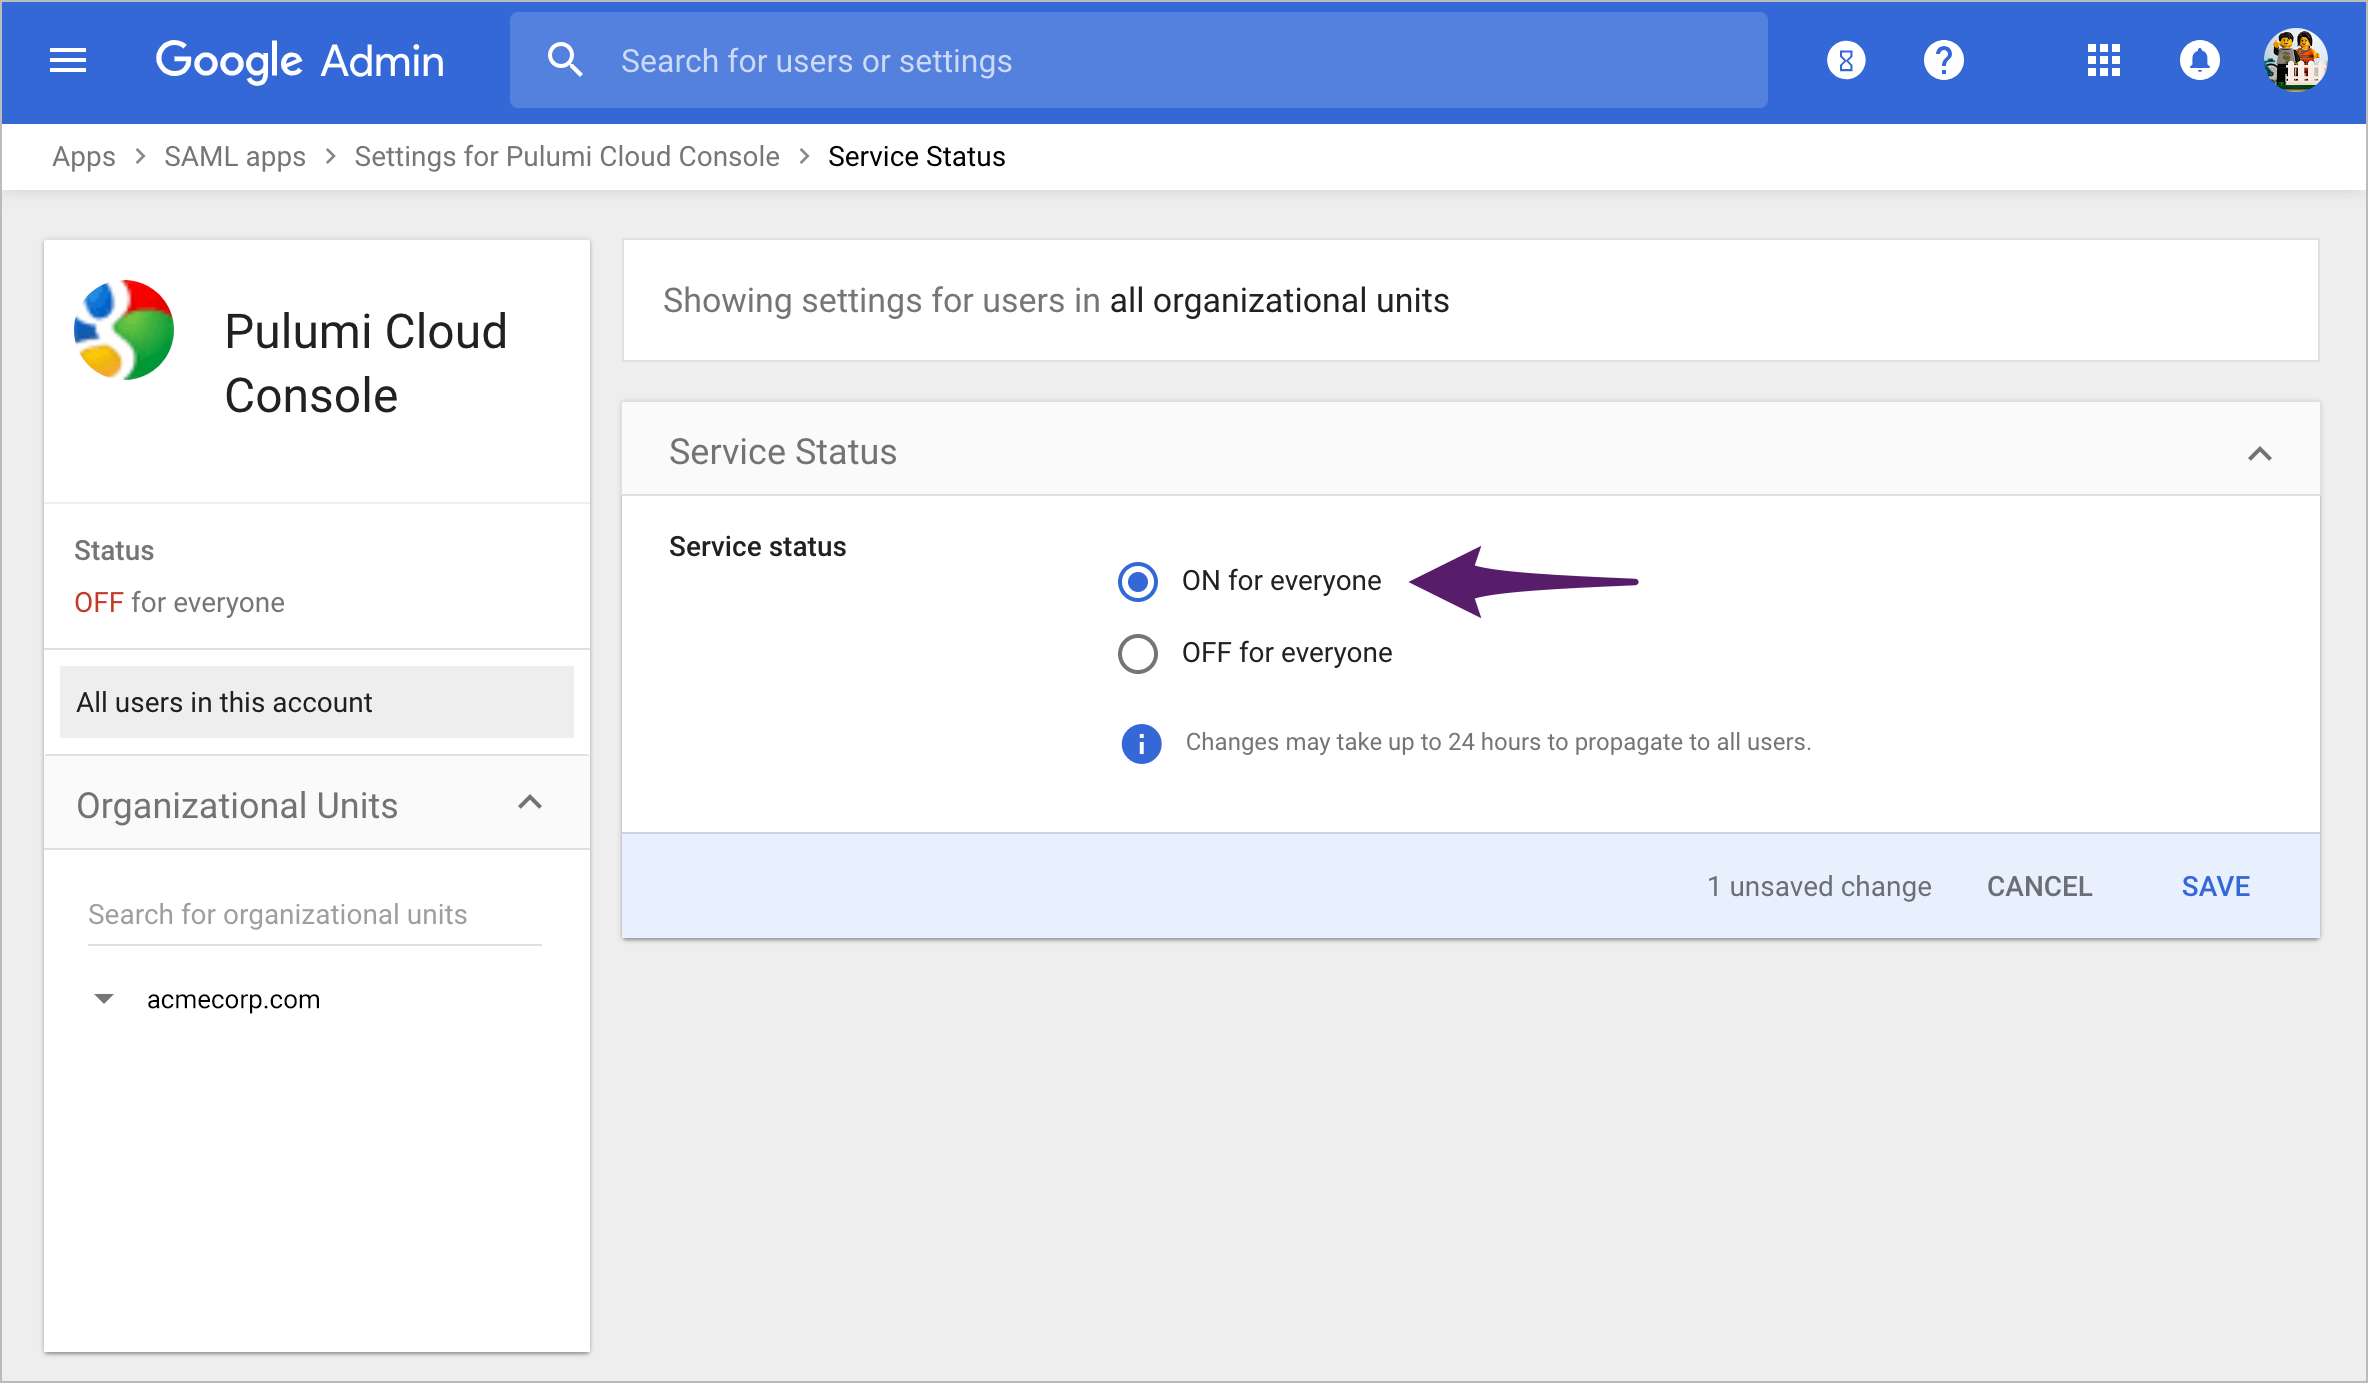 Google Admin
Search for users or settings
Apps > SAML apps > Settings for Pulumi Cloud Console > Service Status
Pulumi Cloud
Console
Status
OFF for everyone
All users in this account
Organizational Units
Search for organizational units
acmecorp.com
Showing settings for users in all organizational units
Service Status
Service status
ON for everyone
OFF for everyone
Changes may take up to 24 hours to propagate to all users.
1 unsaved change CANCEL SAVE